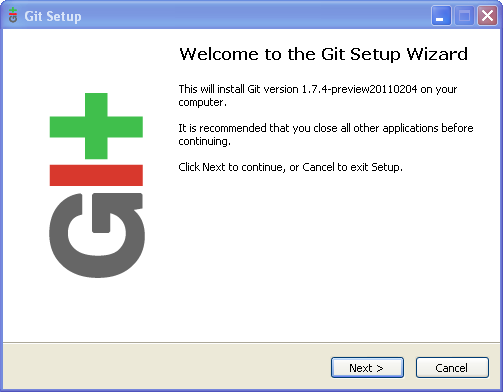 Git Setup
Welcome to the Git Setup Wizard
This will install Git version 1.7.4-preview20110204 on your
computer.
It is recommended that you close all other applications before
continuing.
Click Next to continue, or Cancel to exit Setup.
Git
Next >
Cancel